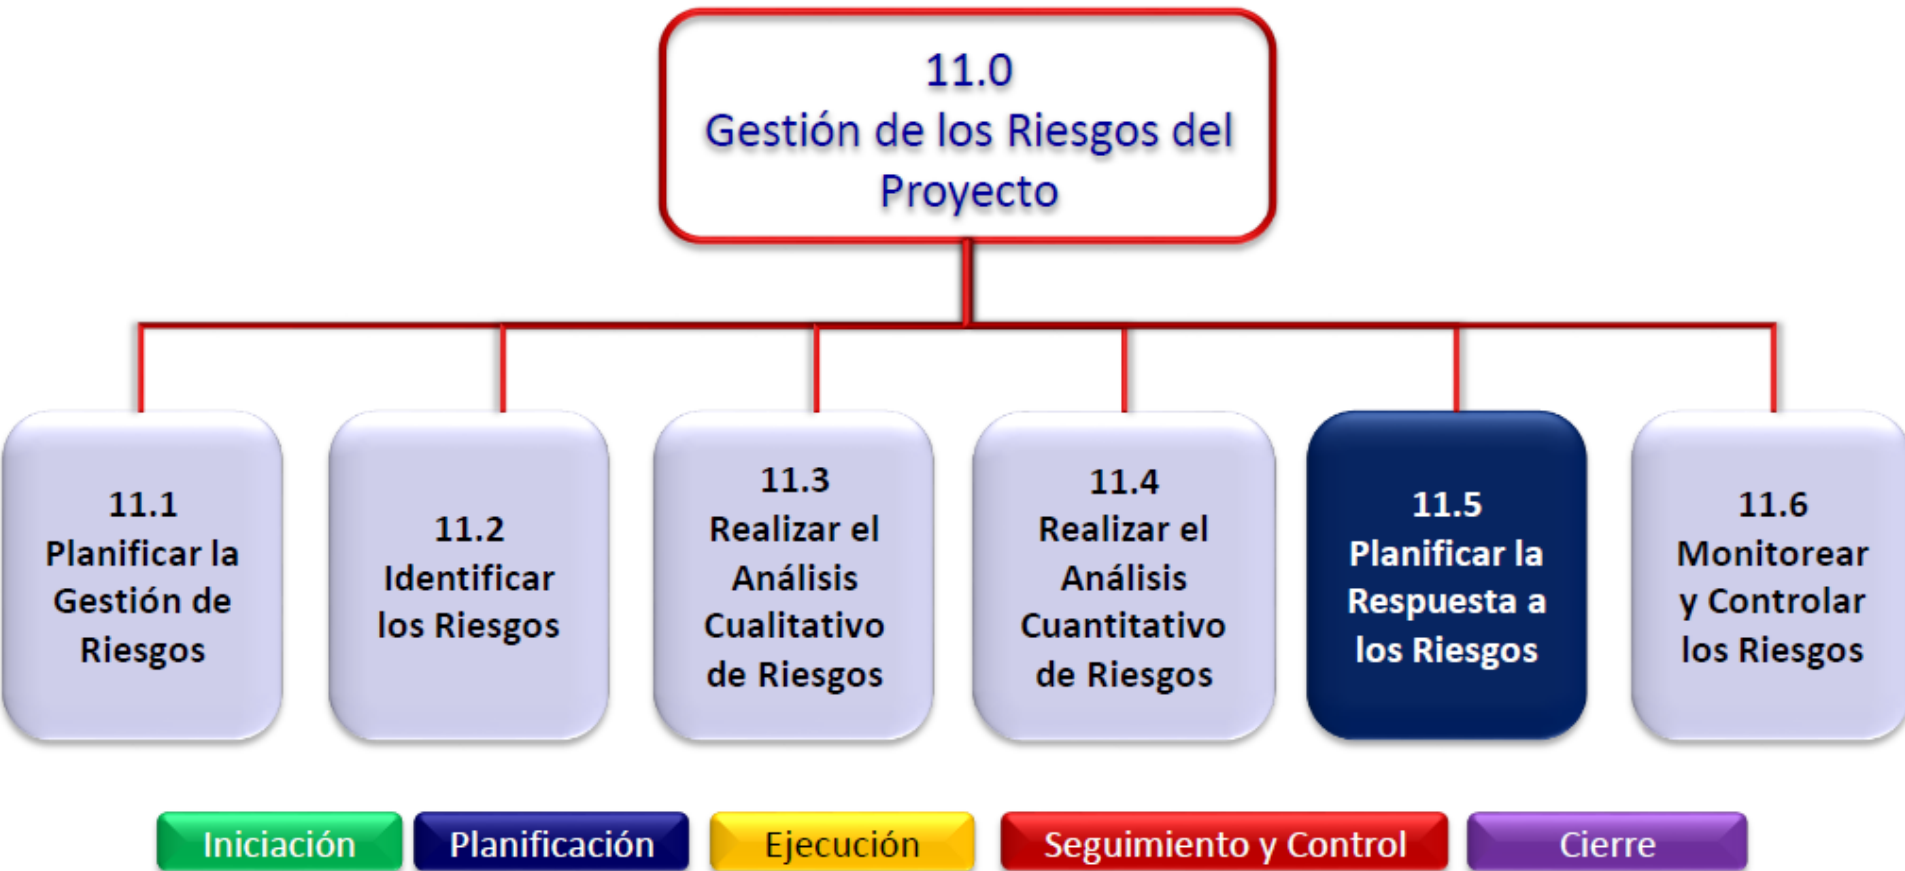 11.0
Gestión de los Riesgos del
Proyecto
11.1
Planificar la
Gestión de
Riesgos
11.2
Identificar
los Riesgos
11.3
Realizar el
Análisis
Cualitativo
de Riesgos
11.4
Realizar el
Análisis
Cuantitativo
de Riesgos
11.5
Planificar la
Respuesta a
los Riesgos
11.6
Monitorear
y Controlar
los Riesgos
Iniciación
Planificación
Ejecución
Seguimiento y Control
Cierre